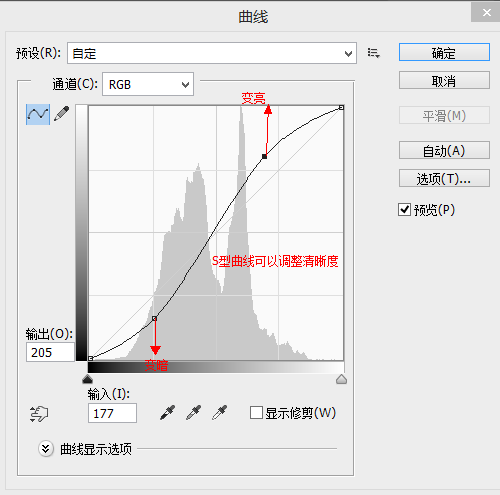 曲线
预设(R): 自定
确定
通道(C): RGB
取消
平滑(M)
自动(A)
选项(T)...
预览(P)
变亮
S型曲线可以调整清晰度
变暗
输出(O):
205
输入(I):
177
显示修剪(W)
曲线显示选项